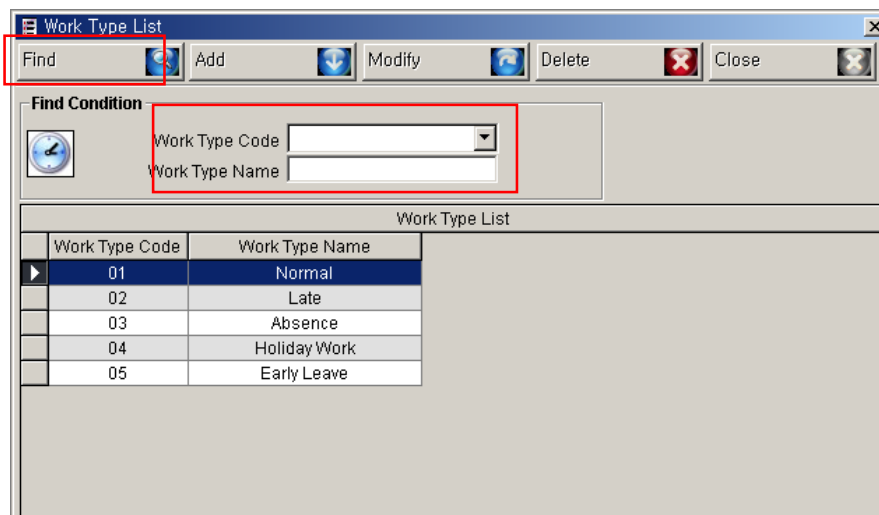 Work Type List
Find Add Modify Delete Close
Find Condition
Work Type Code
Work Type Name
Work Type List
Work Type Code Work Type Name
01 Normal
02 Late
03 Absence
04 Holiday Work
05 Early Leave